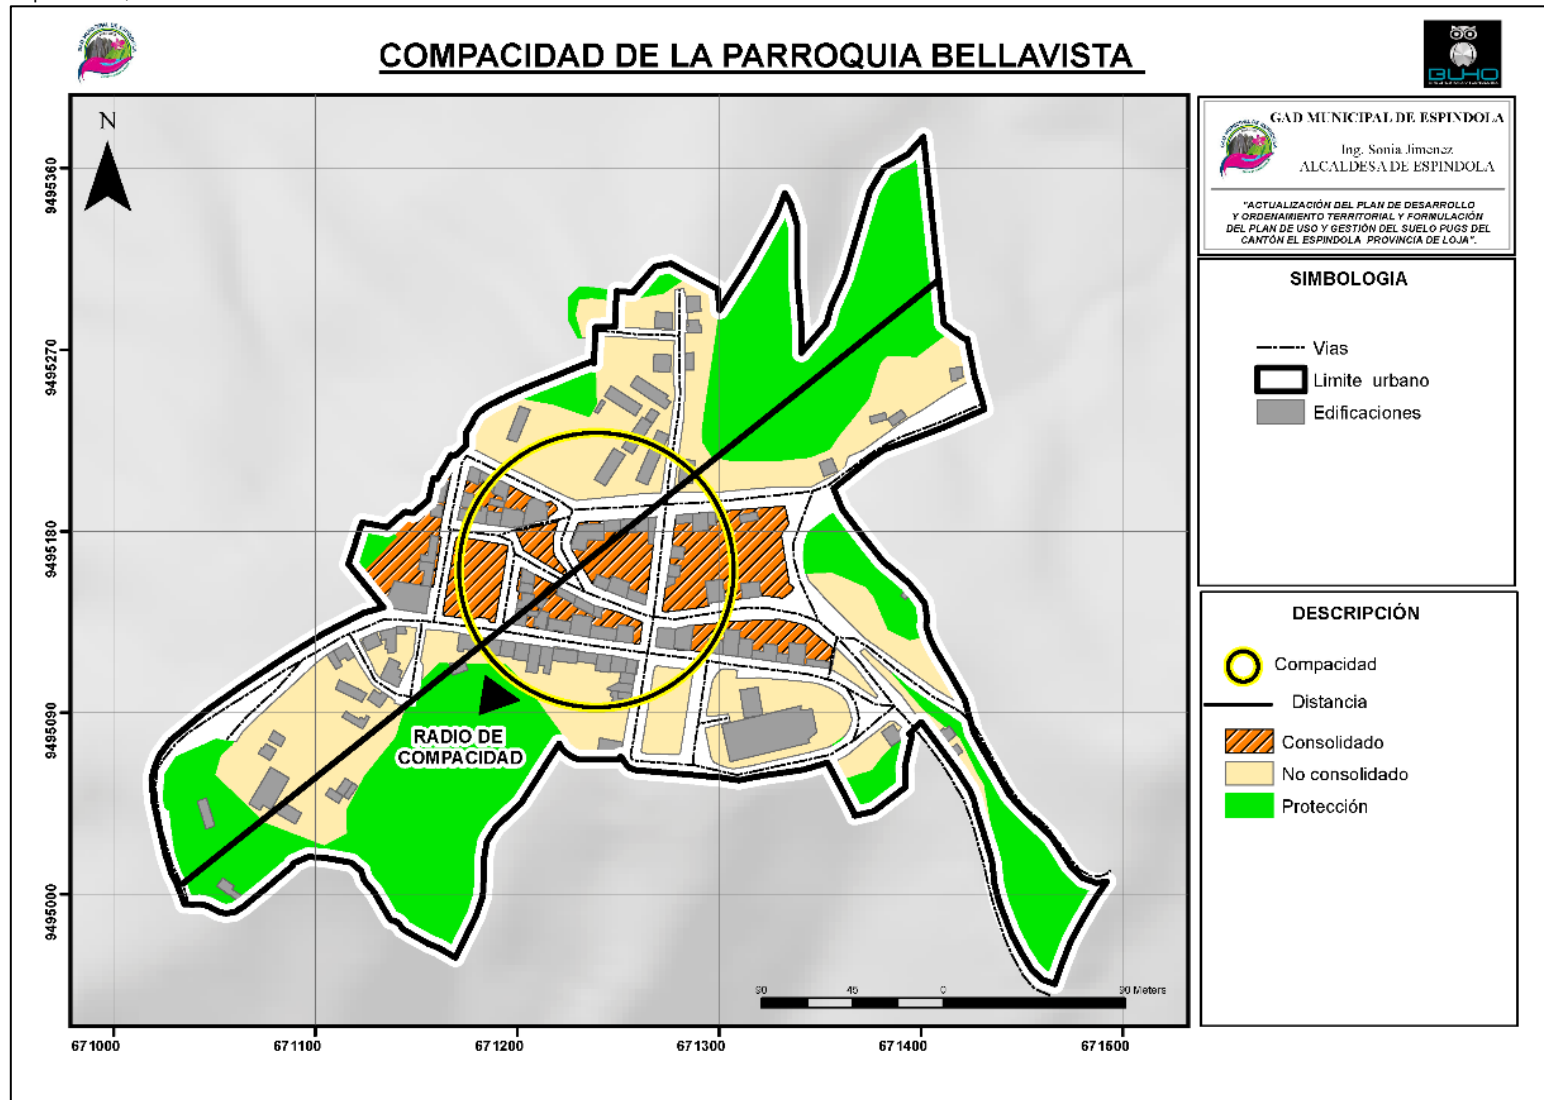 COMPACIDAD DE LA PARROQUIA BELLAVISTA
BUHO
GAD MUNICIPAL DE ESPINDOLA
Ing. Sonia Jimenez
ALCALDESA DE ESPINDOLA
"ACTUALIZACIÓN DEL PLAN DE DESARROLLO
Y ORDENAMIENTO TERRITORIAL Y FORMULACIÓN
DEL PLAN DE USO Y GESTIÓN DEL SUELO PUGS DEL
CANTÓN EL ESPINDOLA PROVINCIA DE LOJA".
SIMBOLOGIA
Vias
Limite urbano
Edificaciones
DESCRIPCIÓN
Compacidad
Distancia
Consolidado
No consolidado
Protección
N
9495360
9495270
9495180
9495090
9495000
RADIO DE
COMPACIDAD
90 45 0 90 Meters
671000 671100 671200 671300 671400 671500